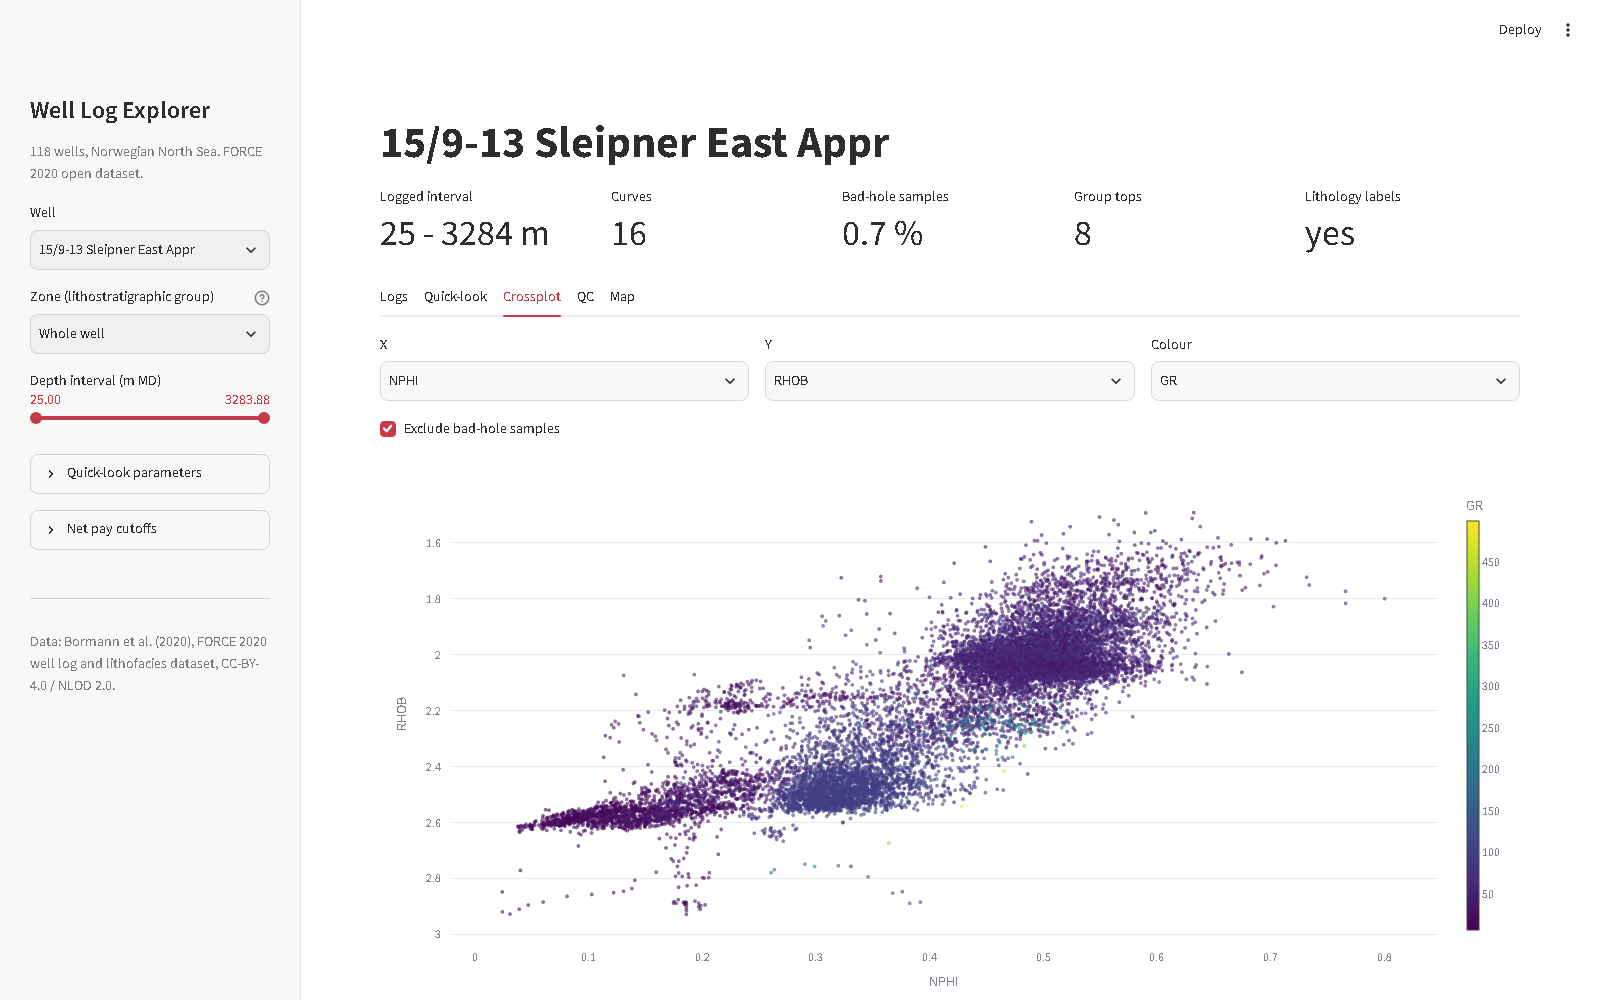 Deploy
Well Log Explorer
118 wells, Norwegian North Sea. FORCE
2020 open dataset.
Well
15/9-13 Sleipner East Appr
Zone (lithostratigraphic group)
Whole well
Depth interval (m MD)
25.00 3283.88
Quick-look parameters
Net pay cutoffs
Data: Bormann et al. (2020), FORCE 2020
well log and lithofacies dataset, CC-BY-
4.0 / NLOD 2.0.
15/9-13 Sleipner East Appr
Logged interval Curves Bad-hole samples Group tops Lithology labels
25 - 3284 m 16 0.7 % 8 yes
Logs Quick-look Crossplot QC Map
X Y Colour
NPHI RHOB GR
Exclude bad-hole samples
GR
1.6
1.8
2
2.2
2.4
2.6
2.8
3
RHOB
0 0.1 0.2 0.3 0.4 0.5 0.6 0.7 0.8
NPHI
450
400
350
300
250
200
150
100
50